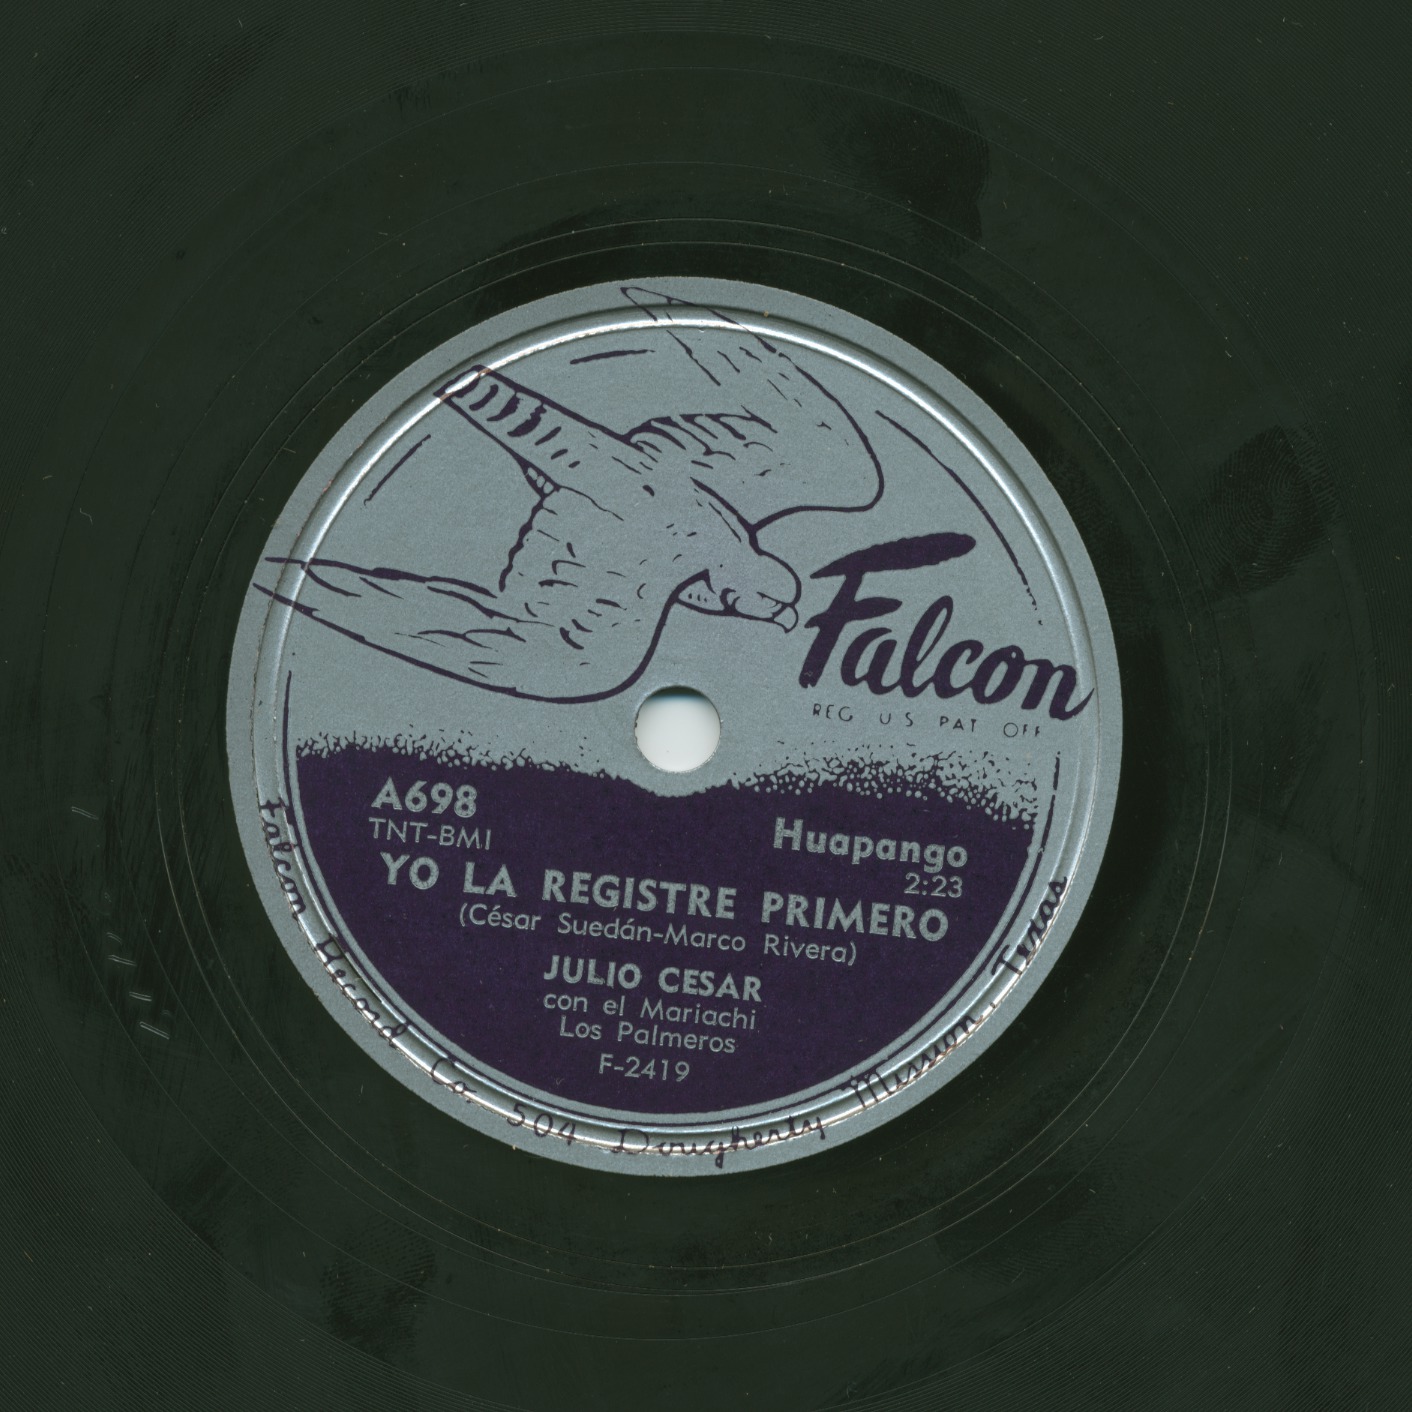 Falcon
REG U S PAT OFF
A698
TNT-BMI
Huapango
2:23
YO LA REGISTRE PRIMERO
(César Suedán-Marco Rivera)
JULIO CESAR
con el Mariachi
Los Palmeros
F-2419
Falcon Record Co. 504 Dougherty Mission, Texas